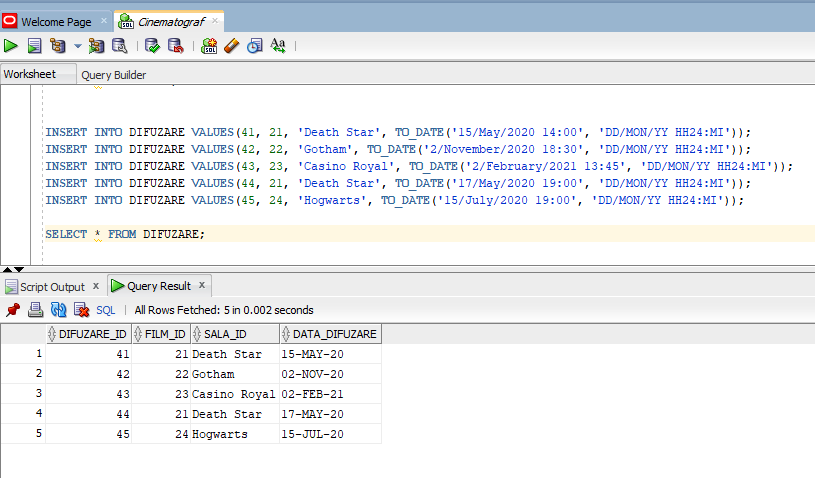 Welcome Page × Cinematograf ×
Worksheet Query Builder
INSERT INTO DIFUZARE VALUES(41, 21, 'Death Star', TO_DATE('15/May/2020 14:00', 'DD/MON/YY HH24:MI'));
INSERT INTO DIFUZARE VALUES(42, 22, 'Gotham', TO_DATE('2/November/2020 18:30', 'DD/MON/YY HH24:MI'));
INSERT INTO DIFUZARE VALUES(43, 23, 'Casino Royal', TO_DATE('2/February/2021 13:45', 'DD/MON/YY HH24:MI'));
INSERT INTO DIFUZARE VALUES(44, 21, 'Death Star', TO_DATE('17/May/2020 19:00', 'DD/MON/YY HH24:MI'));
INSERT INTO DIFUZARE VALUES(45, 24, 'Hogwarts', TO_DATE('15/July/2020 19:00', 'DD/MON/YY HH24:MI'));
SELECT * FROM DIFUZARE;
Script Output × Query Result ×
SQL | All Rows Fetched: 5 in 0.002 seconds
DIFUZARE_ID FILM_ID SALA_ID DATA_DIFUZARE
1 41 21 Death Star 15-MAY-20
2 42 22 Gotham 02-NOV-20
3 43 23 Casino Royal 02-FEB-21
4 44 21 Death Star 17-MAY-20
5 45 24 Hogwarts 15-JUL-20